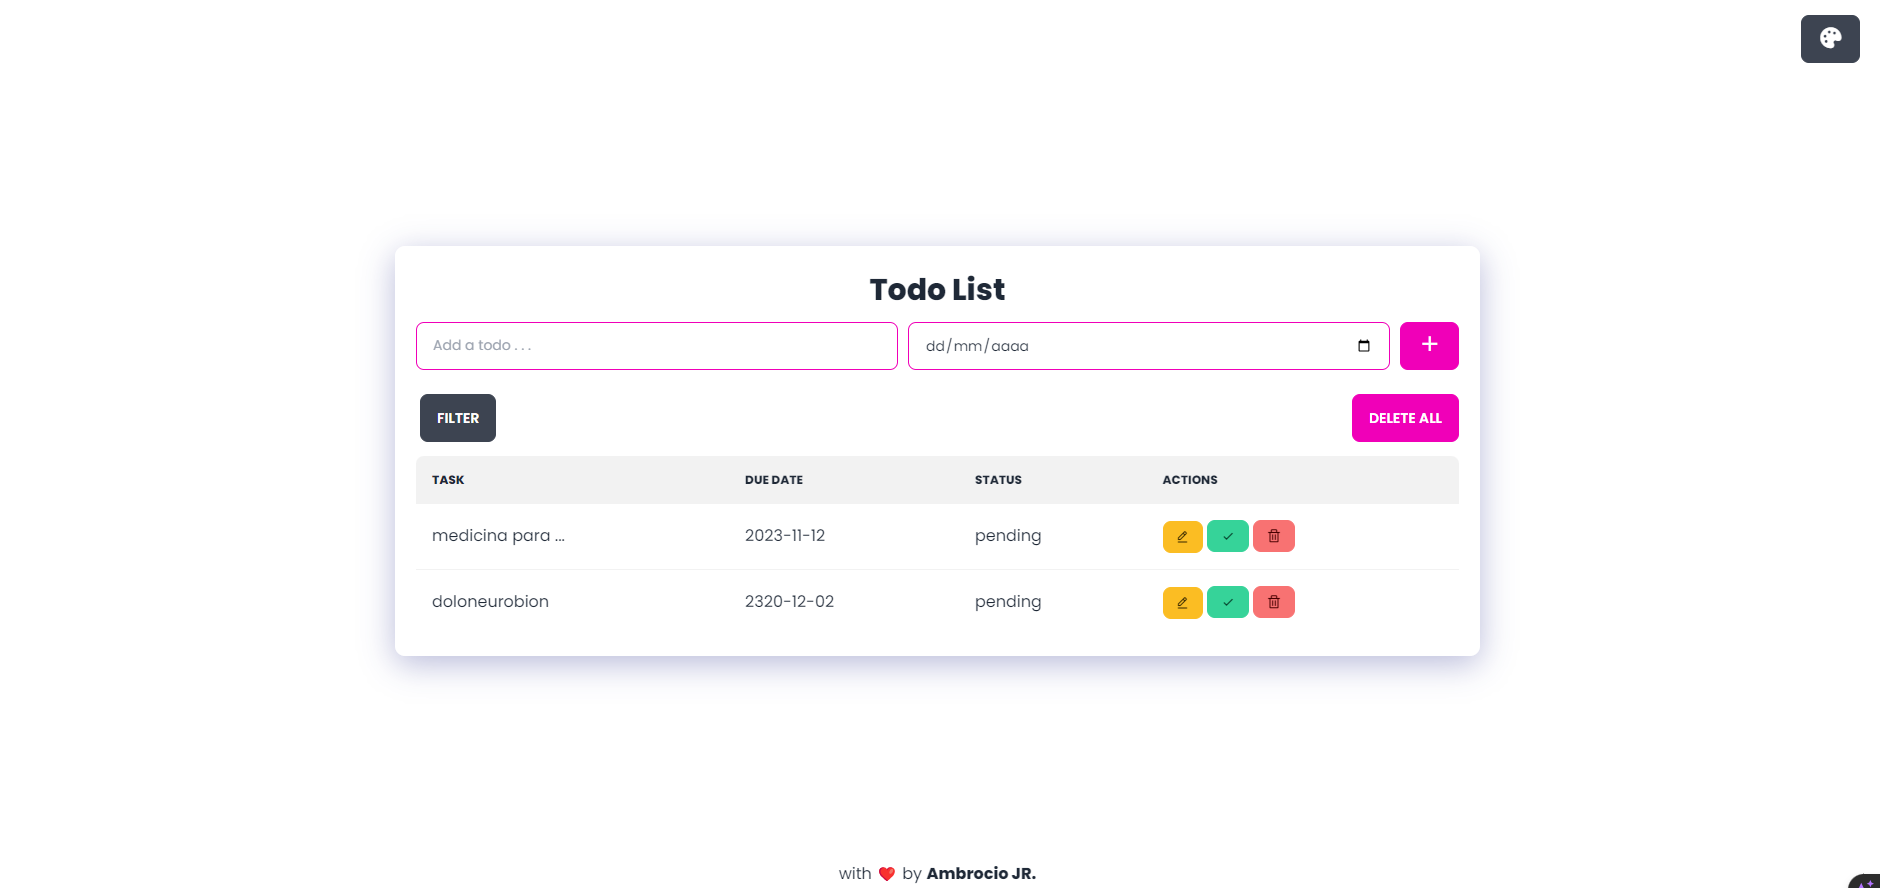 Todo List
Add a todo . . .
dd/mm/aaaa
+
FILTER
DELETE ALL
TASK DUE DATE STATUS ACTIONS
medicina para ... 2023-11-12 pending
doloneurobion 2320-12-02 pending
with ❤️ by Ambrocio JR.